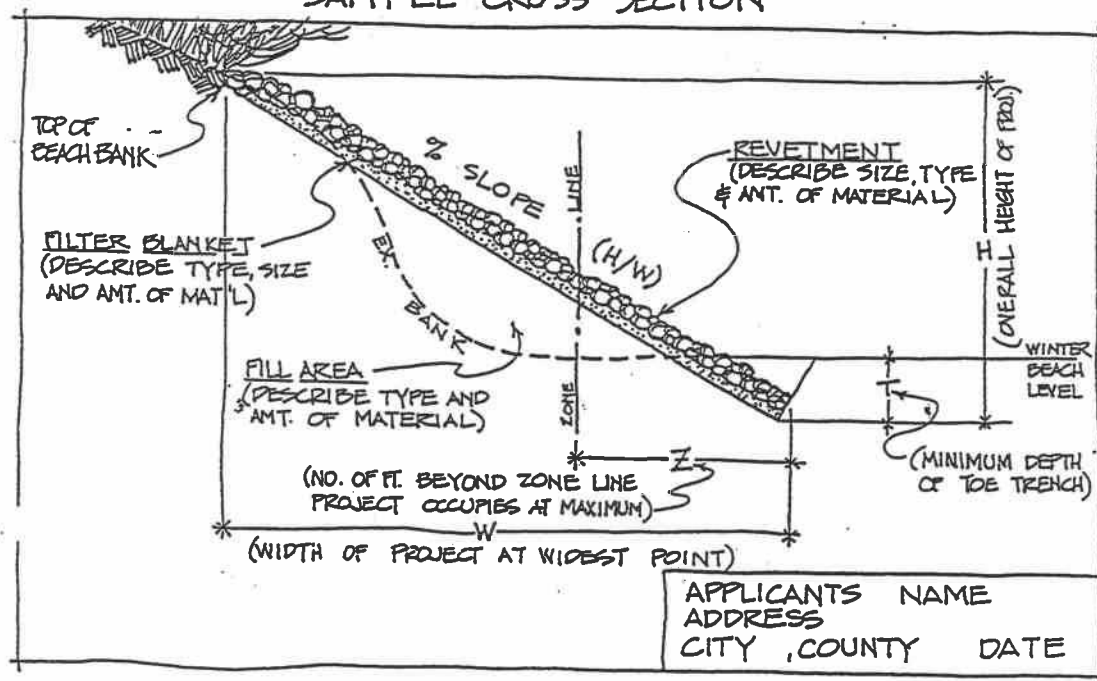 SAMPLE CROSS SECTION
TOP OF
BEACH BANK
% SLOPE
(H/W)
LINE
ZONE
REVETMENT
(DESCRIBE SIZE, TYPE
& AMT. OF MATERIAL)
H
(OVERALL HEIGHT OF PROJ.)
FILTER BLANKET
(DESCRIBE TYPE, SIZE
AND AMT. OF MAT'L)
EX.
BANK
FILL AREA
(DESCRIBE TYPE AND
AMT. OF MATERIAL)
WINTER
BEACH
LEVEL
T
(MINIMUM DEPTH
OF TOE TRENCH)
Z
(NO. OF FT. BEYOND ZONE LINE
PROJECT OCCUPIES AT MAXIMUM)
W
(WIDTH OF PROJECT AT WIDEST POINT)
APPLICANTS NAME
ADDRESS
CITY , COUNTY DATE